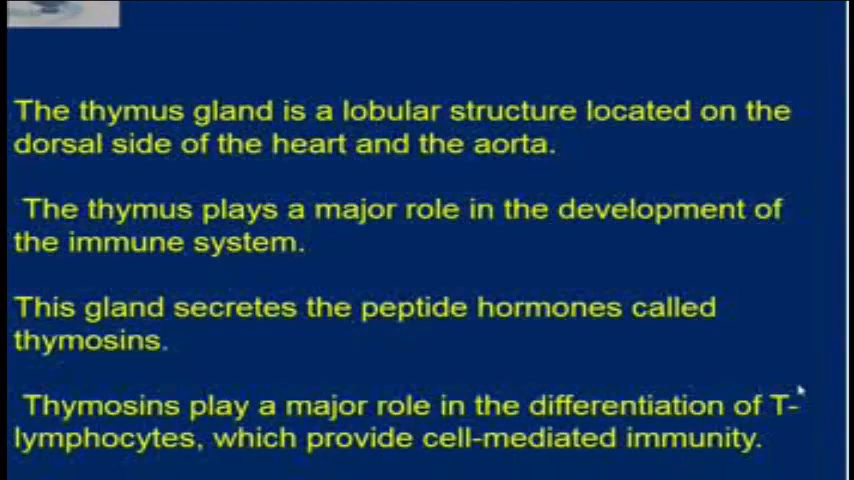 The thymus gland is a lobular structure located on the
dorsal side of the heart and the aorta.
The thymus plays a major role in the development of
the immune system.
This gland secretes the peptide hormones called
thymosins.
Thymosins play a major role in the differentiation of T-
lymphocytes, which provide cell-mediated immunity.